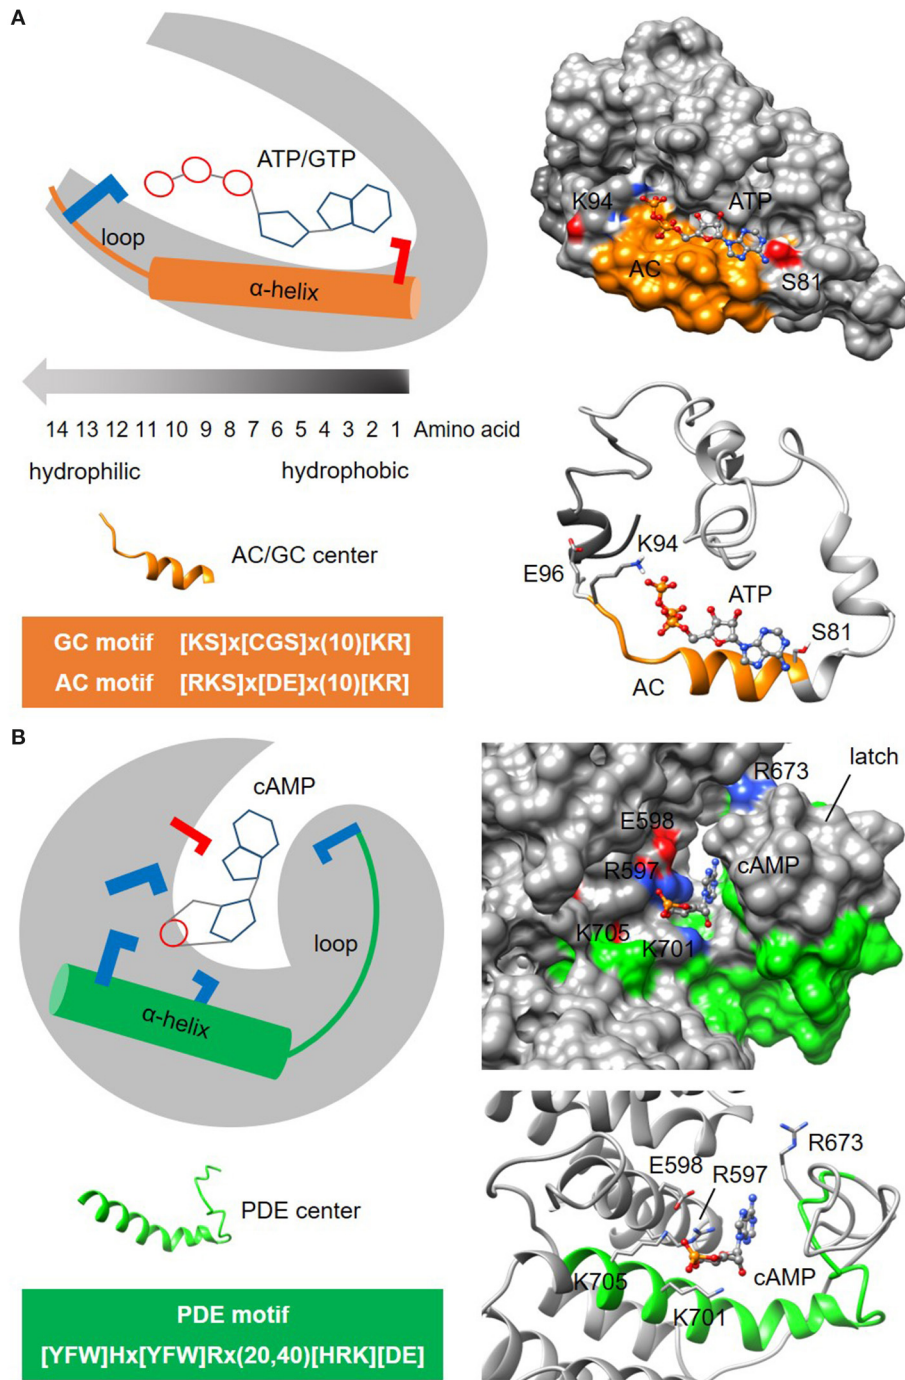 A
ATP/GTP
loop
α-helix
14 13 12 11 10 9 8 7 6 5 4 3 2 1 Amino acid
hydrophilic hydrophobic
AC/GC center
GC motif [KS]x[CGS]x(10)[KR]
AC motif [RKS]x[DE]x(10)[KR]
K94
ATP
AC
S81
K94
E96
ATP
S81
AC
B
cAMP
loop
α-helix
PDE center
PDE motif
[YFW]Hx[YFW]Rx(20,40)[HRK][DE]
latch
R673
E598
cAMP
R597
K705
K701
R673
E598
R597
cAMP
K705
K701